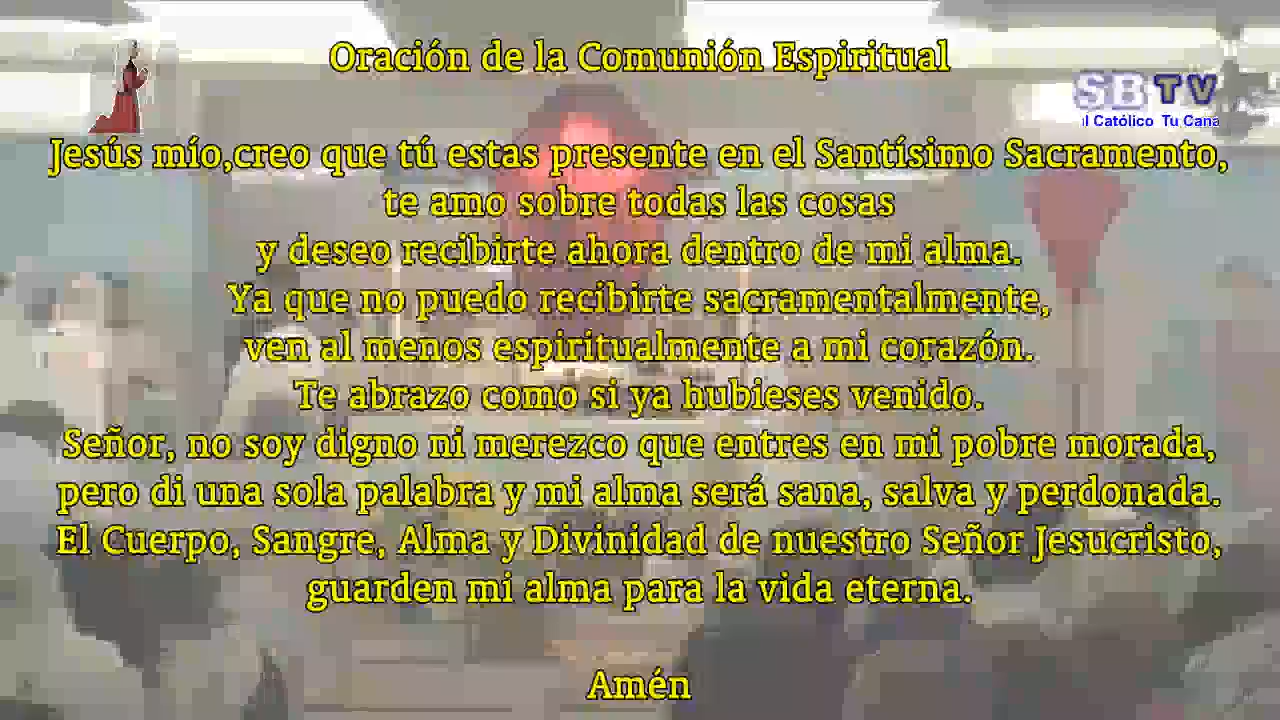 Oración de la Comunión Espiritual
SBTV
l Católico Tu Cana
Jesús mío,creo que tú estas presente en el Santísimo Sacramento,
te amo sobre todas las cosas
y deseo recibirte ahora dentro de mi alma.
Ya que no puedo recibirte sacramentalmente,
ven al menos espiritualmente a mi corazón.
Te abrazo como si ya hubieses venido.
Señor, no soy digno ni merezco que entres en mi pobre morada,
pero di una sola palabra y mi alma será sana, salva y perdonada.
El Cuerpo, Sangre, Alma y Divinidad de nuestro Señor Jesucristo,
guarden mi alma para la vida eterna.
Amén